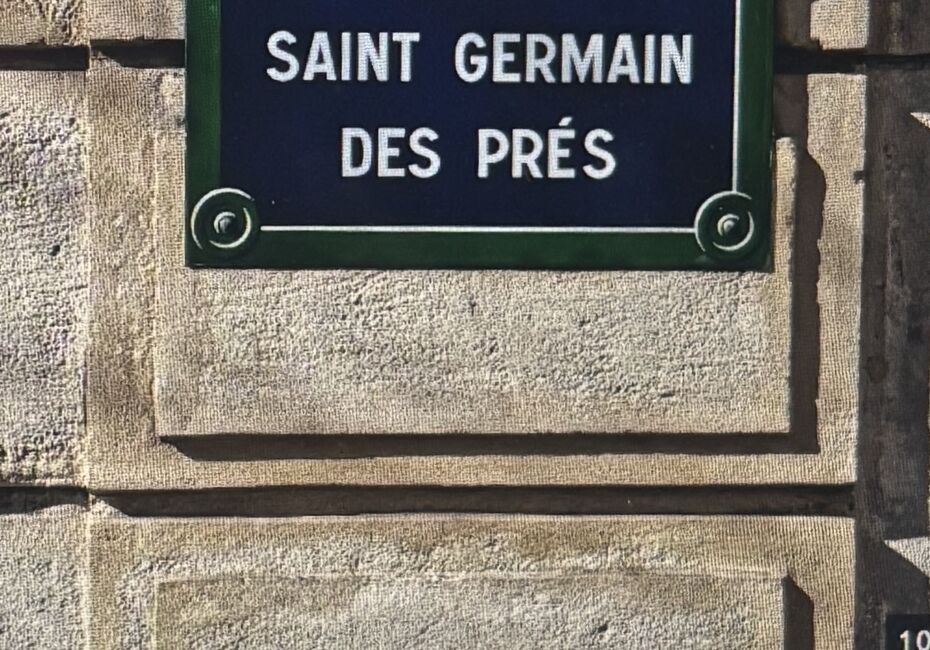 SAINT GERMAIN
DES PRÉS